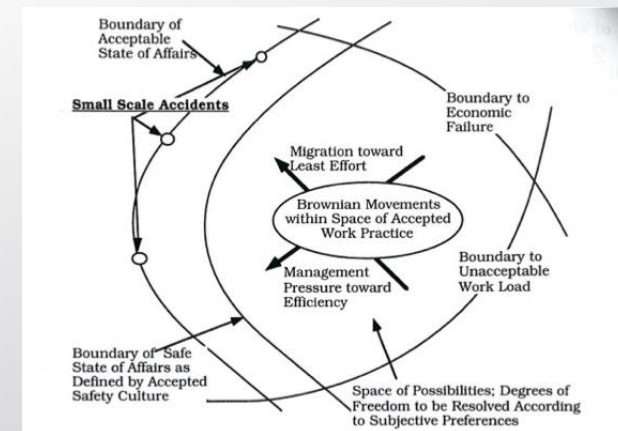 Boundary of
Acceptable
State of Affairs
Small Scale Accidents
Boundary to
Economic
Failure
Migration toward
Least Effort
Brownian Movements
within Space of Accepted
Work Practice
Management
Pressure toward
Efficiency
Boundary to
Unacceptable
Work Load
Boundary of Safe
State of Affairs as
Defined by Accepted
Safety Culture
Space of Possibilities; Degrees of
Freedom to be Resolved According
to Subjective Preferences